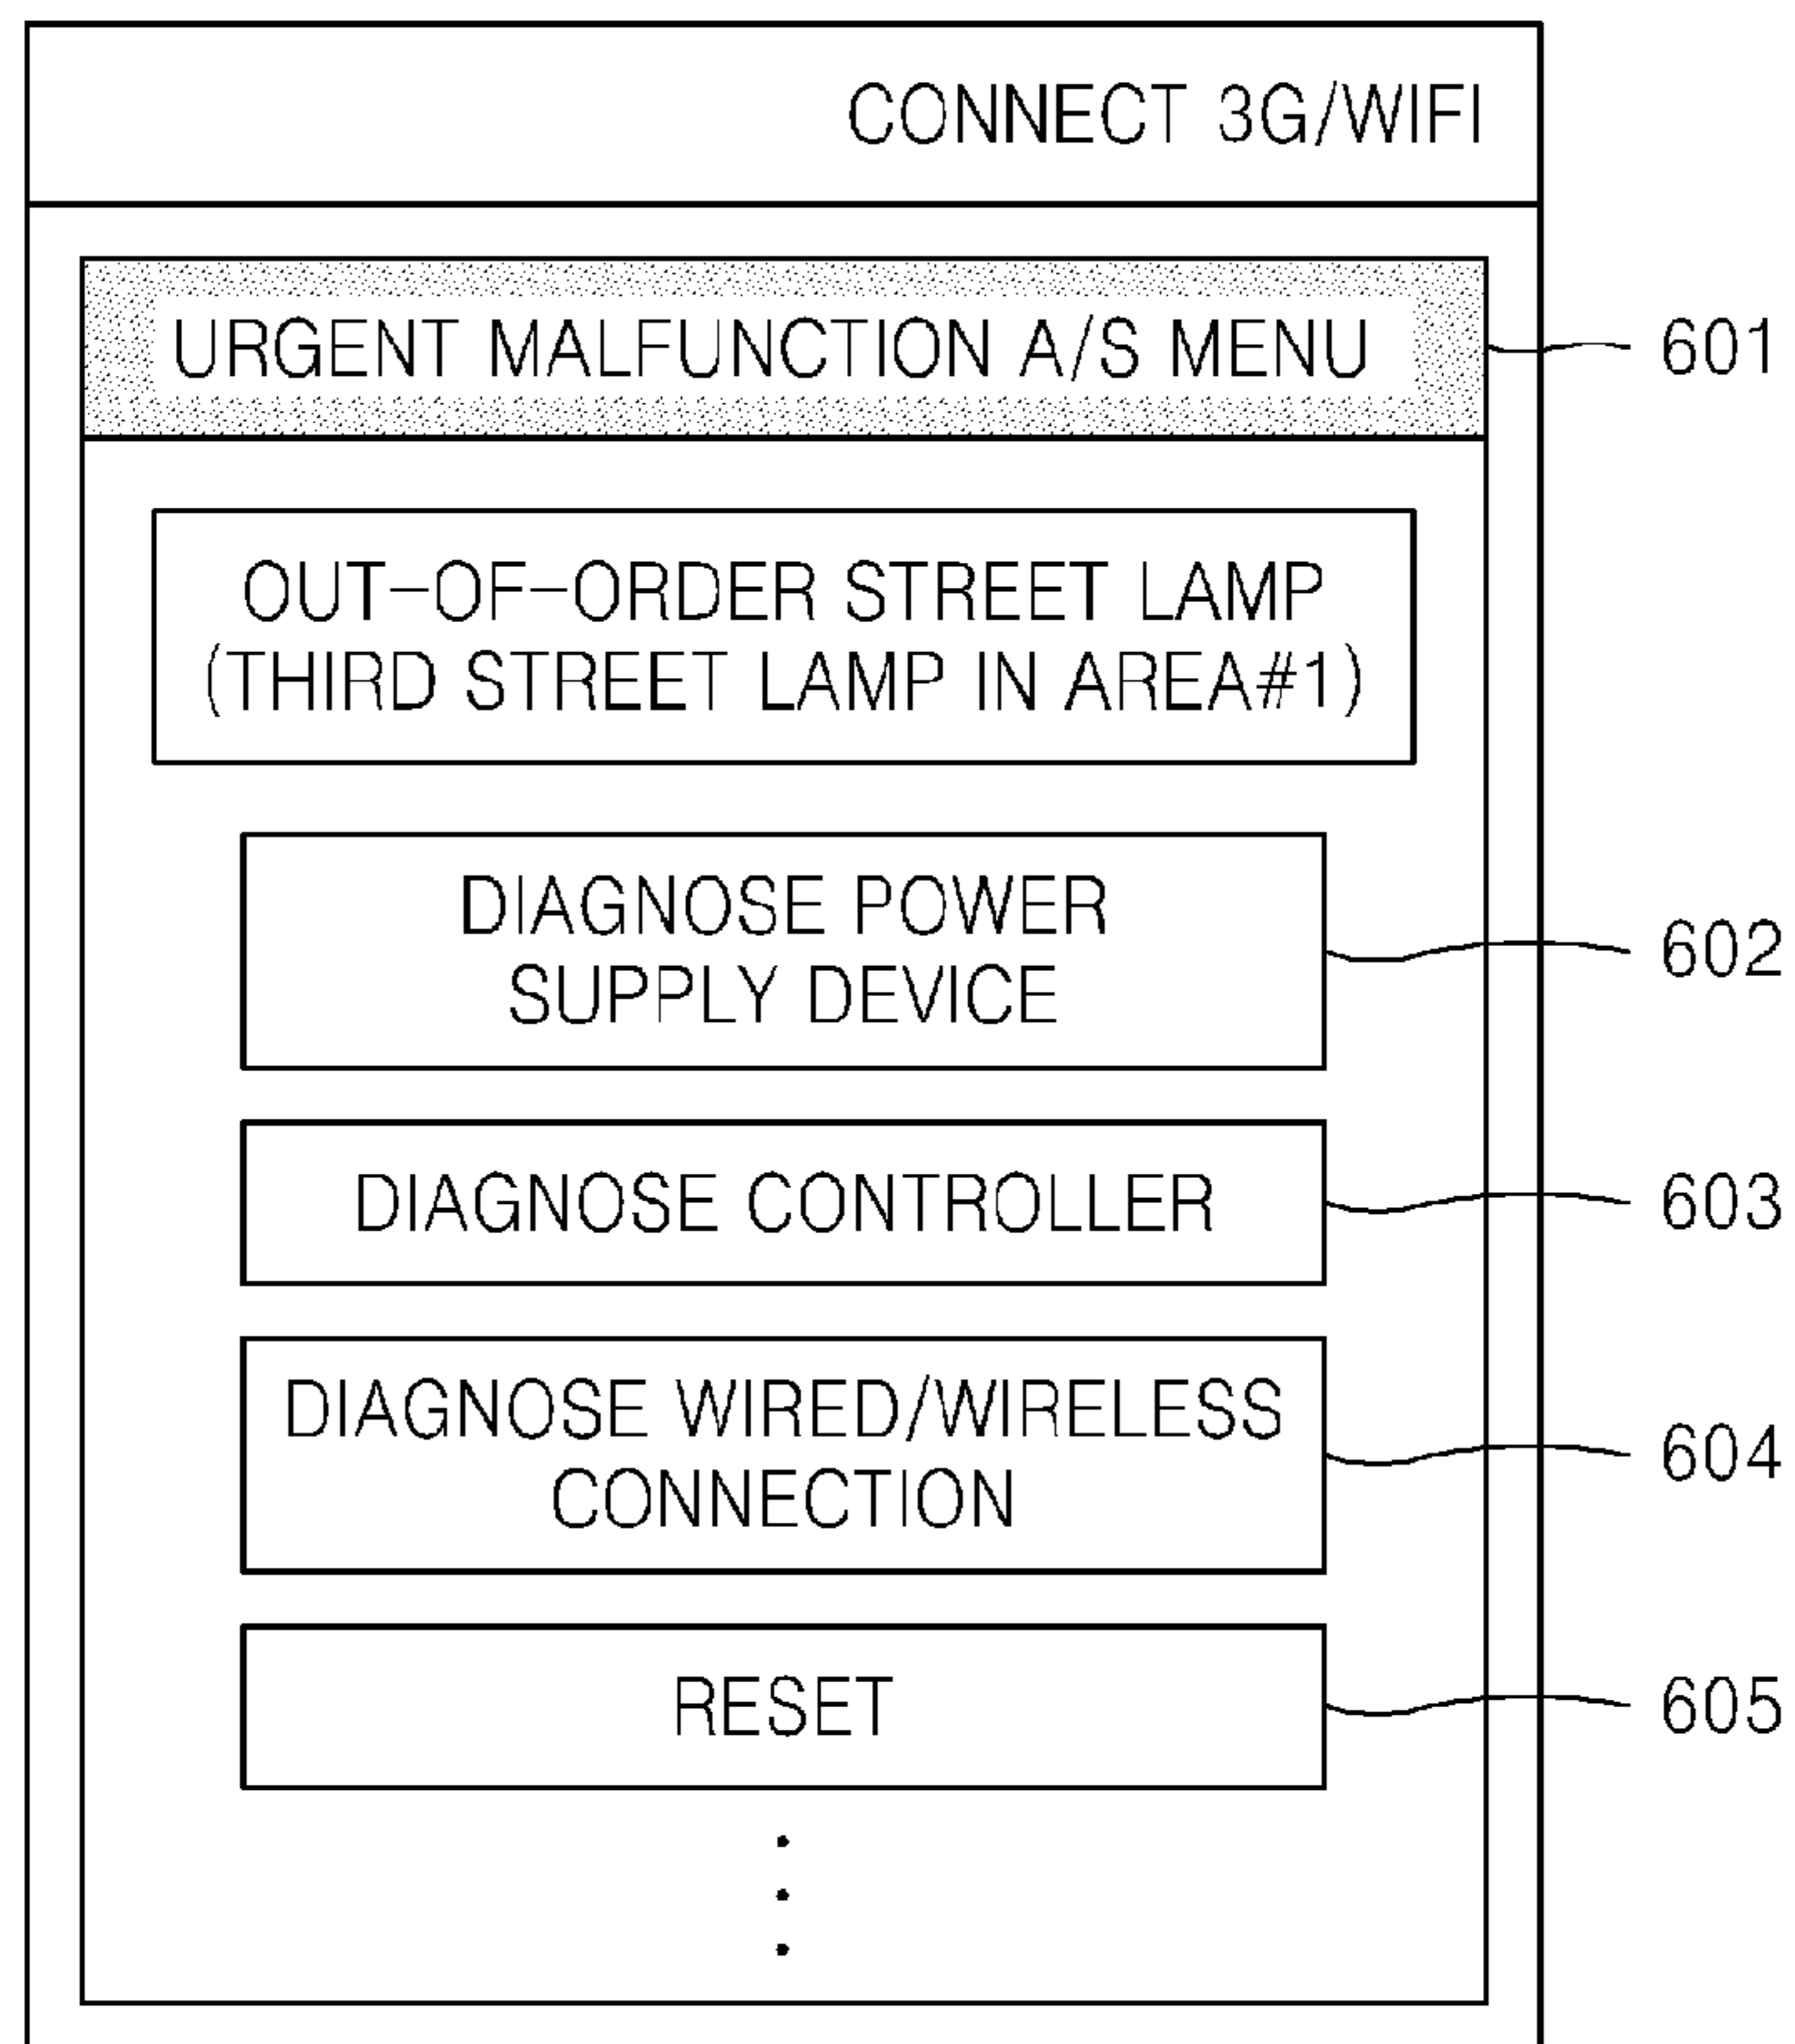 CONNECT 3G/WIFI
URGENT MALFUNCTION A/S MENU
601
OUT-OF-ORDER STREET LAMP
(THIRD STREET LAMP IN AREA#1)
DIAGNOSE POWER
SUPPLY DEVICE
602
DIAGNOSE CONTROLLER
603
DIAGNOSE WIRED/WIRELESS
CONNECTION
604
RESET
605